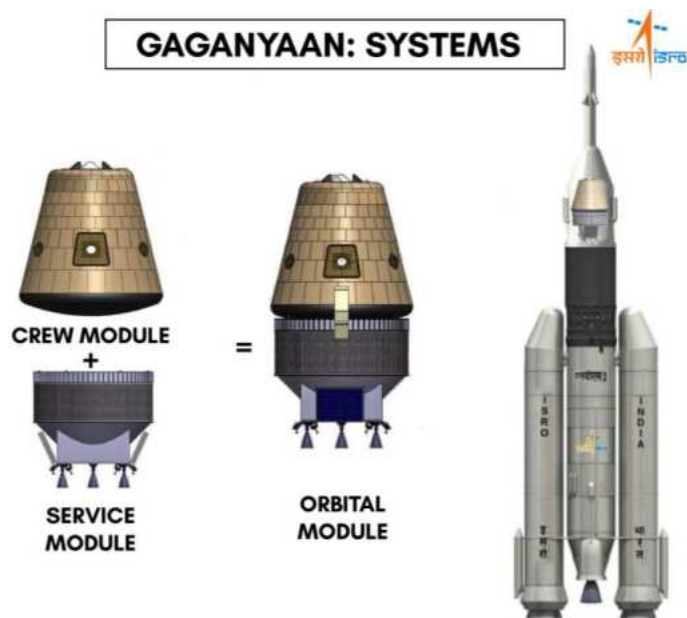 GAGANYAAN: SYSTEMS
इसरो isro
CREW MODULE
+
=
SERVICE
MODULE
ORBITAL
MODULE
ISRO
इसरो
INDIA
भारत